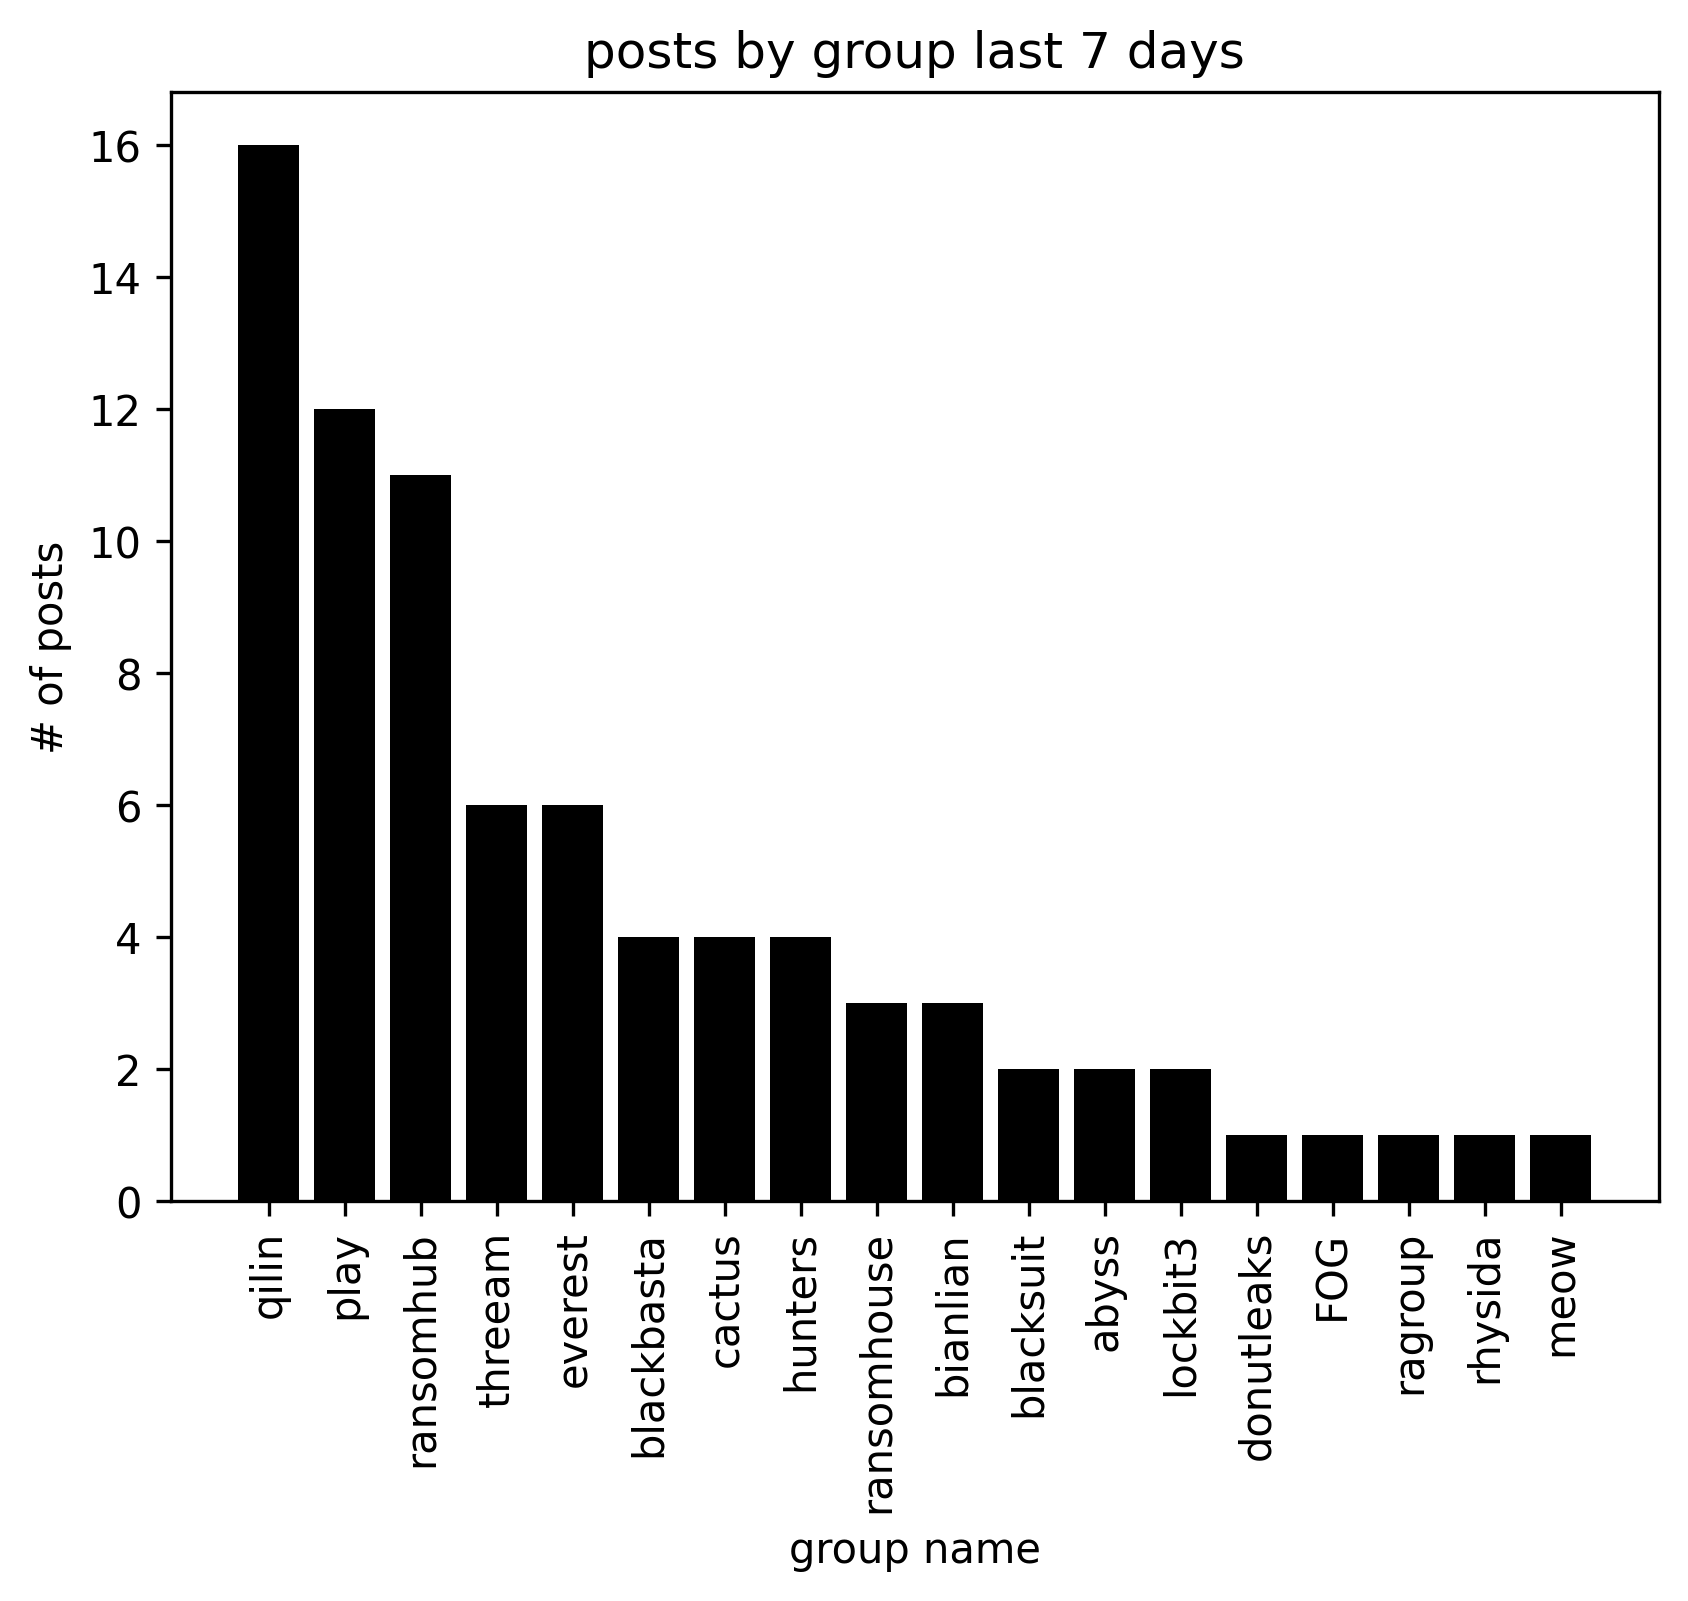 posts by group last 7 days
16
14
12
10
8
6
4
2
0
# of posts
qilin
play
ransomhub
threeam
everest
blackbasta
cactus
hunters
ransomhouse
bianlian
blacksuit
abyss
lockbit3
donutleaks
FOG
ragroup
rhysida
meow
group name